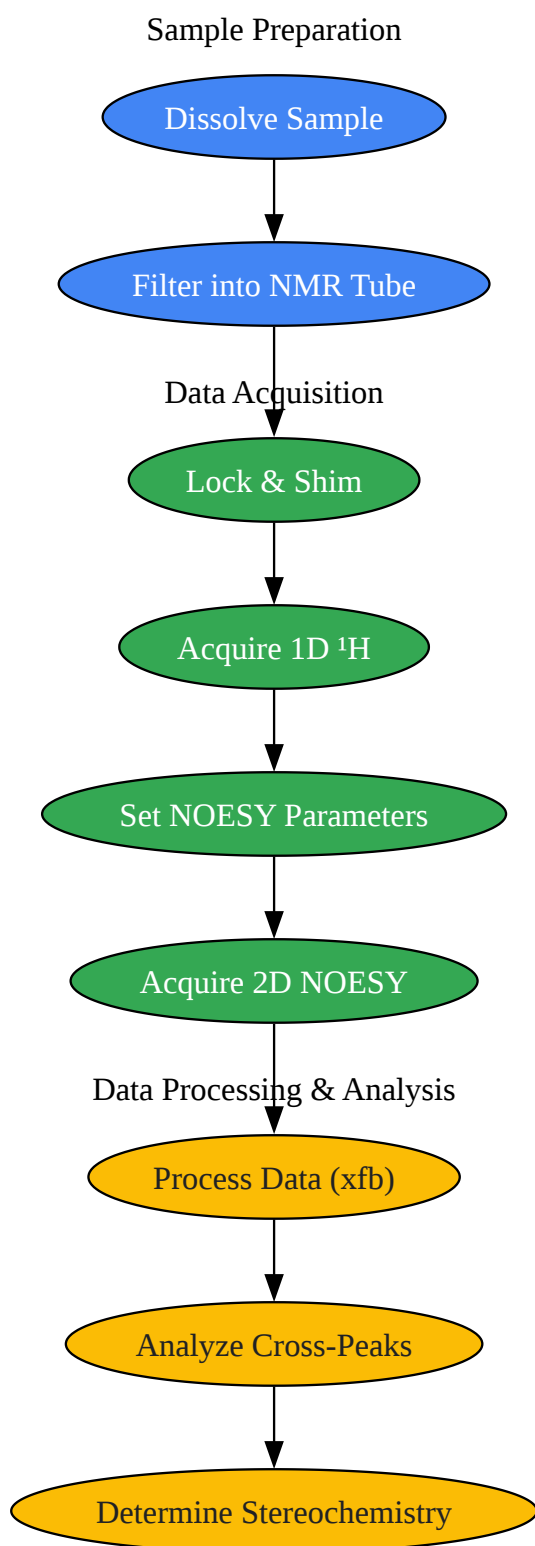 Sample Preparation
Dissolve Sample
Filter into NMR Tube
Data Acquisition
Lock & Shim
Acquire 1D ¹H
Set NOESY Parameters
Acquire 2D NOESY
Data Processing & Analysis
Process Data (xfb)
Analyze Cross-Peaks
Determine Stereochemistry